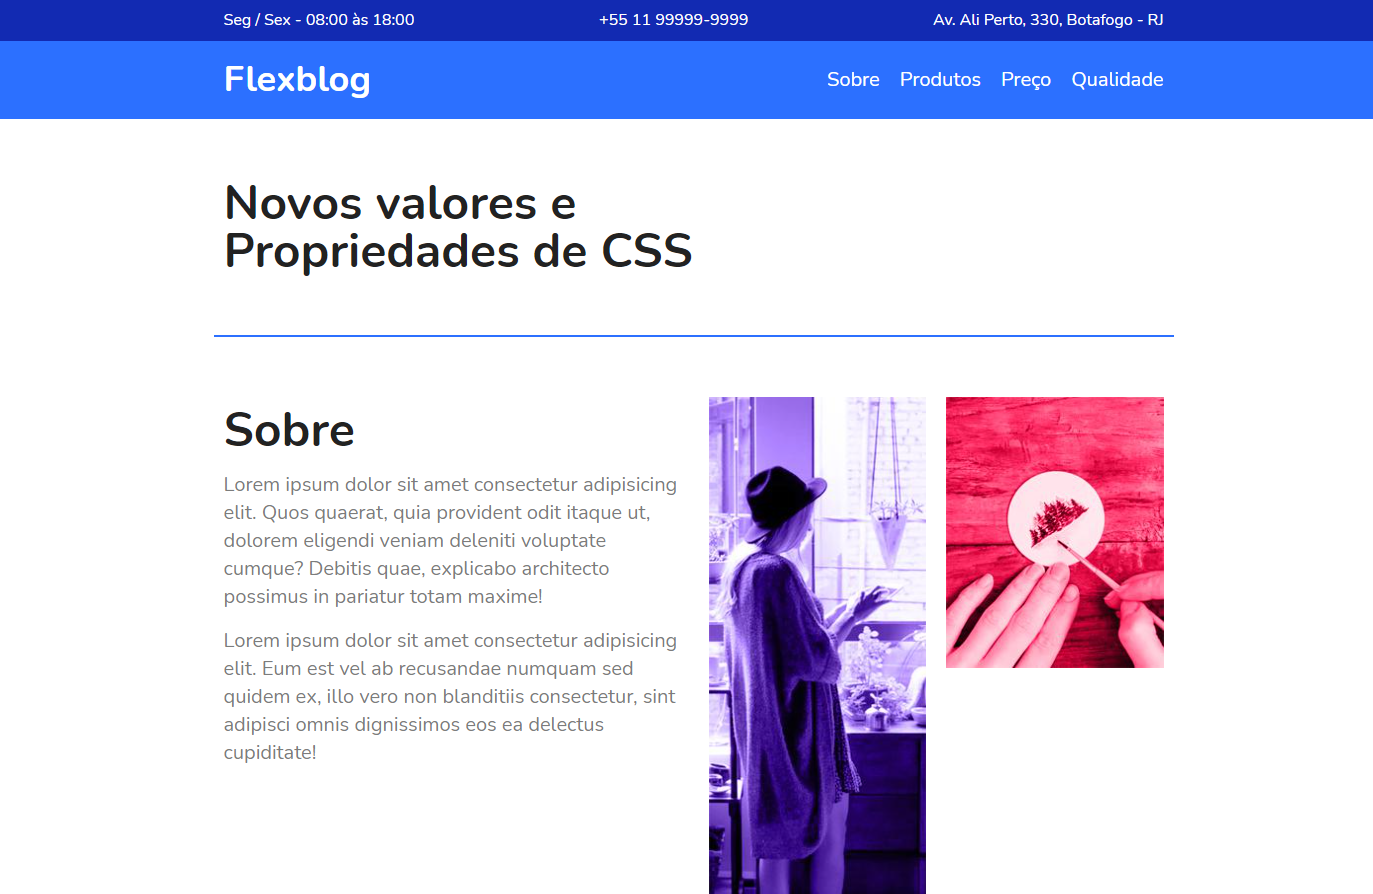 Seg / Sex - 08:00 às 18:00
+55 11 99999-9999
Av. Ali Perto, 330, Botafogo - RJ
Flexblog
Sobre
Produtos
Preço
Qualidade
Novos valores e
Propriedades de CSS
Sobre
Lorem ipsum dolor sit amet consectetur adipisicing
elit. Quos quaerat, quia provident odit itaque ut,
dolorem eligendi veniam deleniti voluptate
cumque? Debitis quae, explicabo architecto
possimus in pariatur totam maxime!
Lorem ipsum dolor sit amet consectetur adipisicing
elit. Eum est vel ab recusandae numquam sed
quidem ex, illo vero non blanditiis consectetur, sint
adipisci omnis dignissimos eos ea delectus
cupiditate!